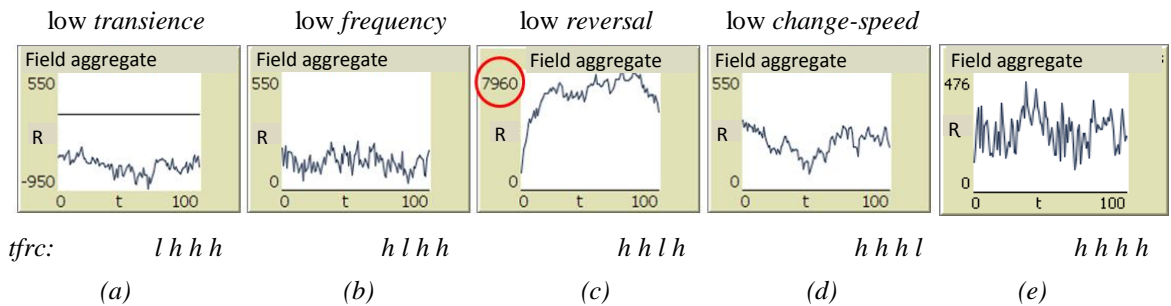 low transience low frequency low reversal low change-speed
Field aggregate Field aggregate Field aggregate Field aggregate Field aggregate
550 550 7960 550 476
R R R R R
-950 0 0 0 0
0 t 100 0 t 100 0 t 100 0 t 100 0 t 100
tfrc: l h h h h l h h h h l h h h h l h h h h
(a) (b) (c) (d) (e)